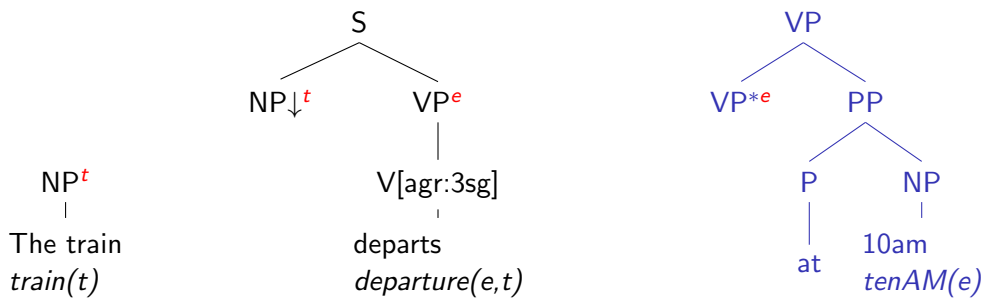 S
VP
NP↓t
VPe
VP*e
PP
NPt
V[agr:3sg]
P
NP
The train
departs
at
10am
train(t)
departure(e,t)
tenAM(e)